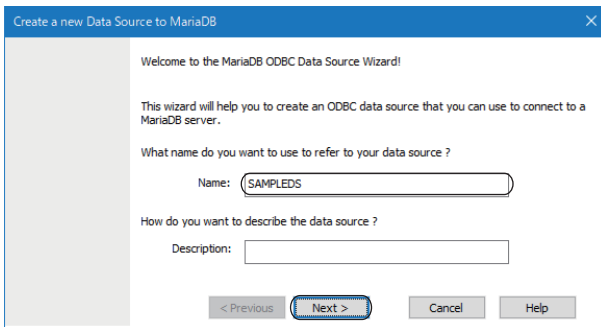 Create a new Data Source to MariaDB
Welcome to the MariaDB ODBC Data Source Wizard!
This wizard will help you to create an ODBC data source that you can use to connect to a
MariaDB server.
What name do you want to use to refer to your data source ?
Name: SAMPLEDS
How do you want to describe the data source ?
Description:
< Previous Next > Cancel Help